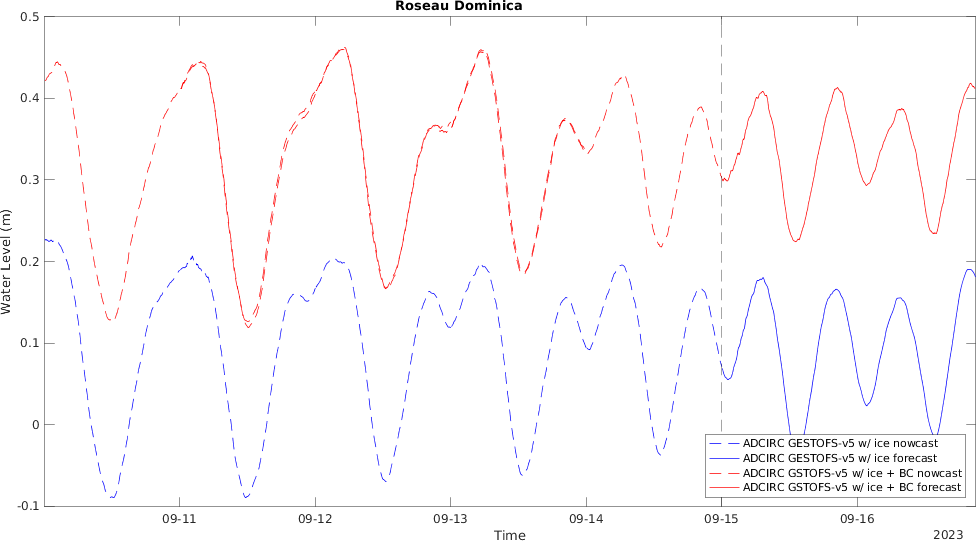 Roseau Dominica
0.5
0.4
0.3
0.2
0.1
0
-0.1
Water Level (m)
09-11
09-12
09-13
09-14
09-15
09-16
Time
2023
ADCIRC GESTOFS-v5 w/ ice nowcast
ADCIRC GESTOFS-v5 w/ ice forecast
ADCIRC GSTOFS-v5 w/ ice + BC nowcast
ADCIRC GSTOFS-v5 w/ ice + BC forecast